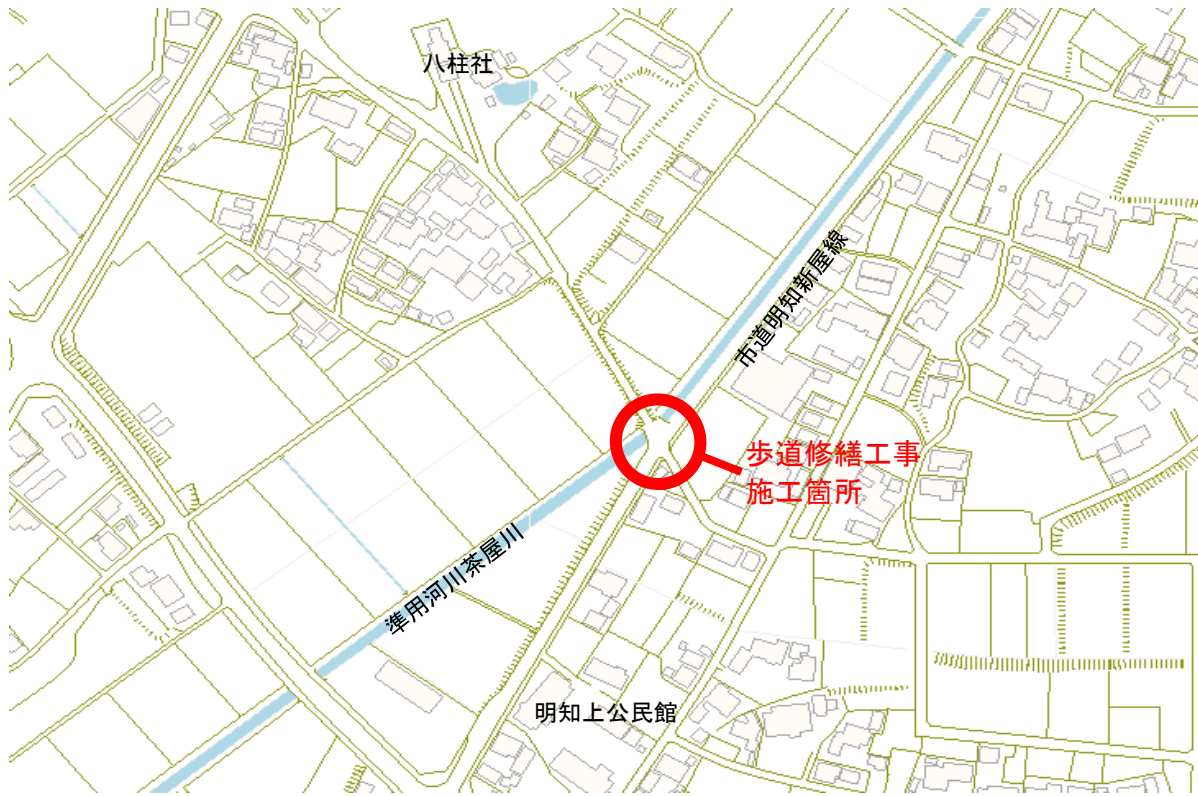 八柱社
市道明知新屋線
歩道修繕工事
施工箇所
準用河川茶屋川
明知上公民館